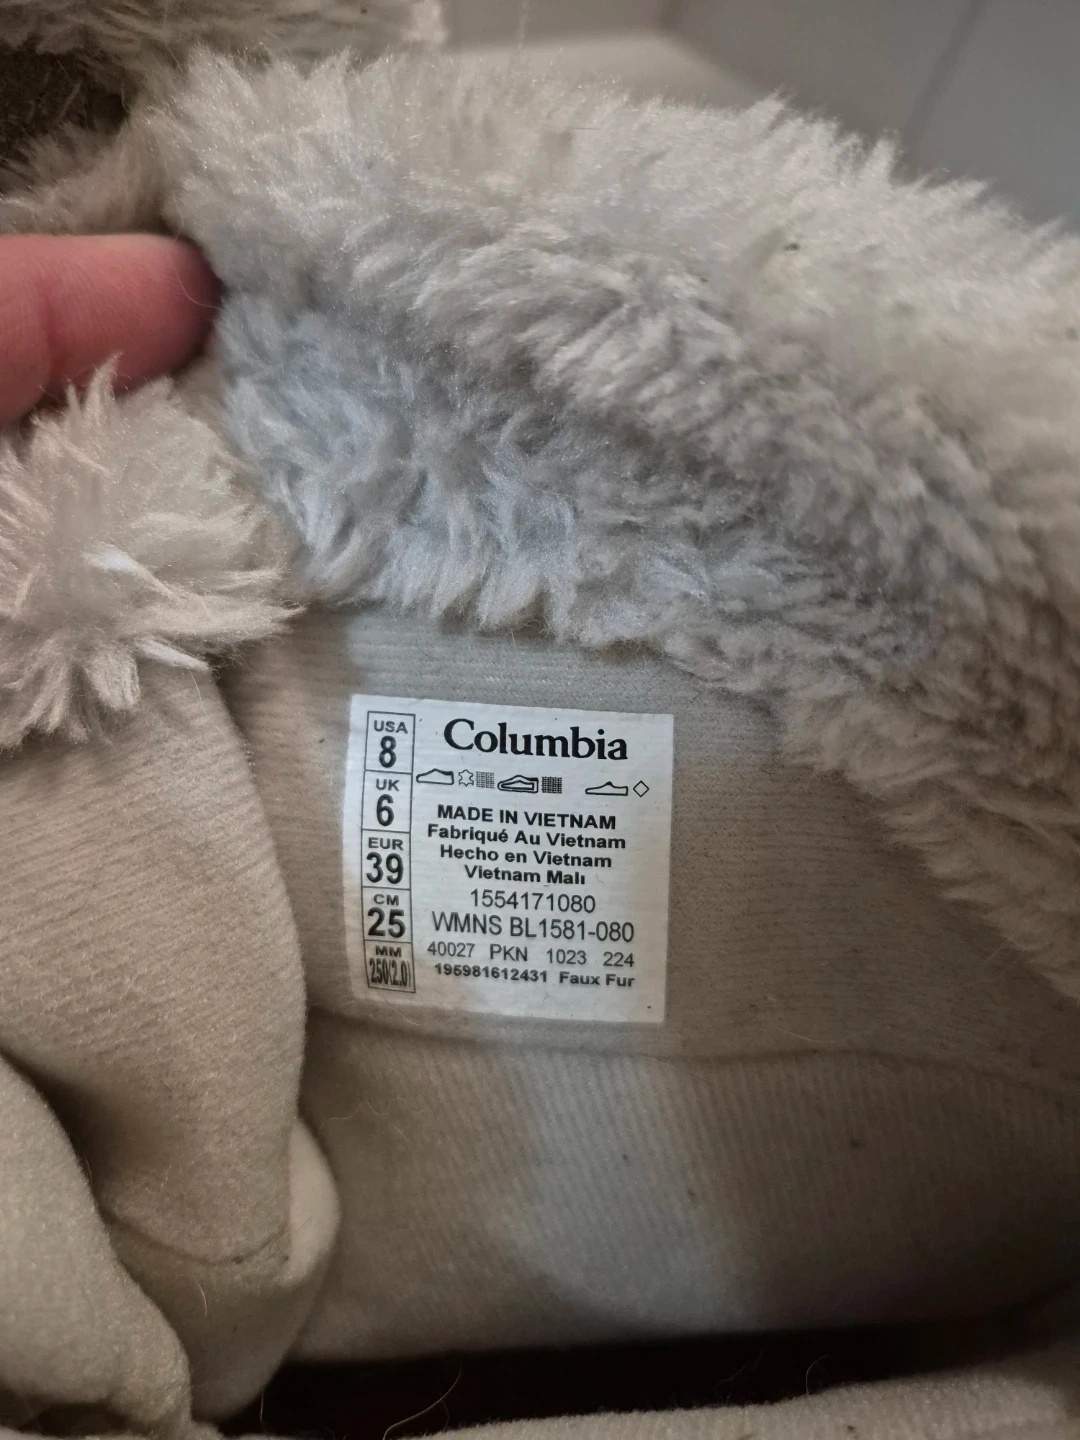 USA
8
UK
6
EUR
39
CM
25
MM
250(2.0)
Columbia
MADE IN VIETNAM
Fabriqué Au Vietnam
Hecho en Vietnam
Vietnam Malı
1554171080
WMNS BL1581-080
40027 PKN 1023 224
195981612431 Faux Fur